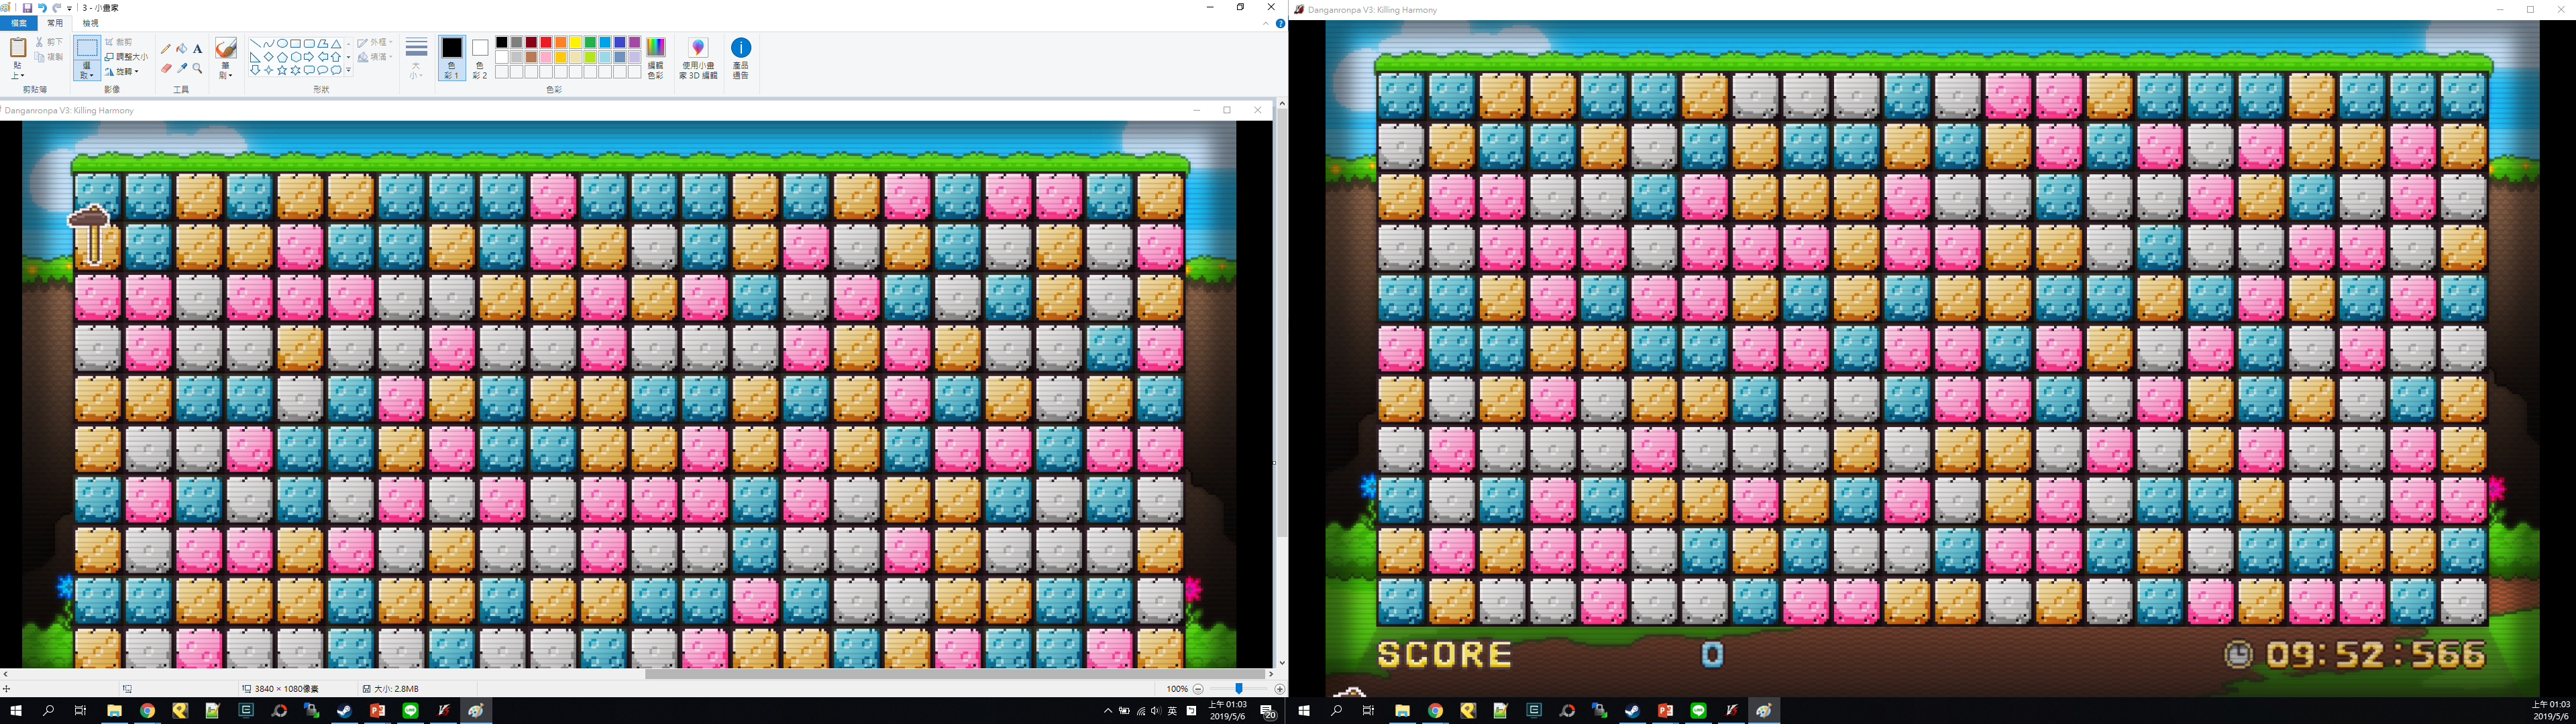 3 - 小畫家
檔案 常用 檢視
貼上 剪下 複製
剪貼簿
選取 裁剪 調整大小 旋轉
影像
工具
筆刷
外框 填滿
形狀
大小
色彩 1 色彩 2
編輯色彩
色彩
使用小畫家 3D 編輯
產品通告
Danganronpa V3: Killing Harmony
3840 × 1080像素 大小: 2.8MB 100%
英 上午 01:03
2019/5/6
20
Danganronpa V3: Killing Harmony
SCORE 0 09:52:566
上午 01:03
2019/5/6